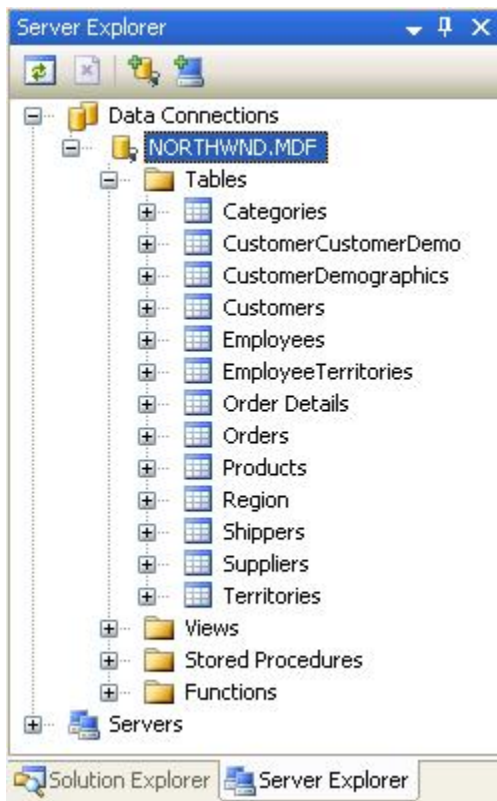 Server Explorer
Data Connections
NORTHWND.MDF
Tables
Categories
CustomerCustomerDemo
CustomerDemographics
Customers
Employees
EmployeeTerritories
Order Details
Orders
Products
Region
Shippers
Suppliers
Territories
Views
Stored Procedures
Functions
Servers
Solution Explorer Server Explorer